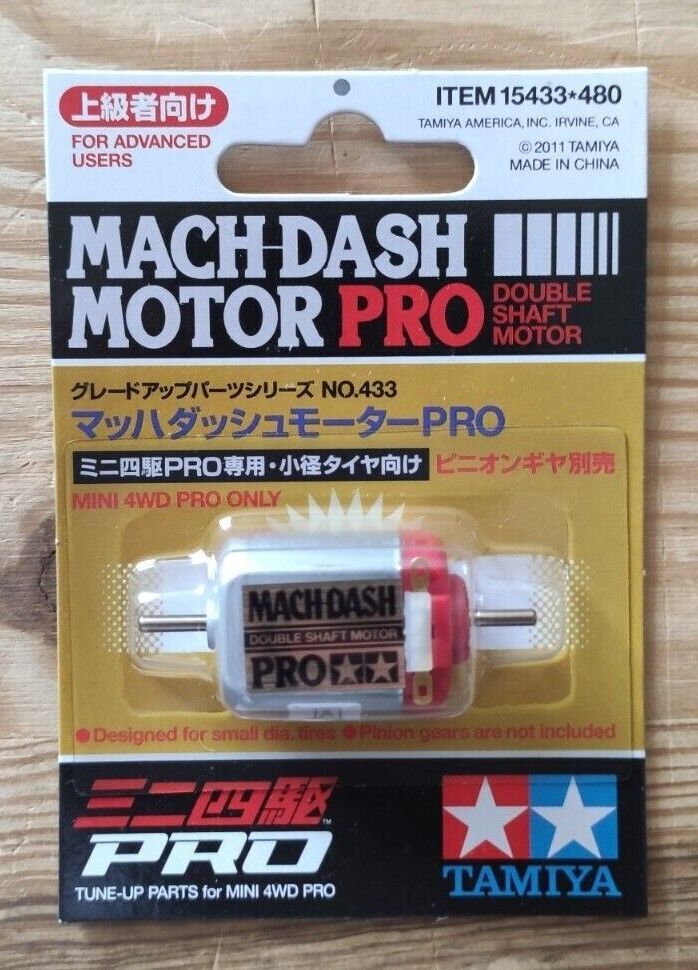 上級者向け
FOR ADVANCED
USERS
ITEM 15433*480
TAMIYA AMERICA, INC. IRVINE, CA
©2011 TAMIYA
MADE IN CHINA
MACH-DASH
MOTOR PRO
DOUBLE
SHAFT
MOTOR
グレードアップパーツシリーズ NO.433
マッハダッシュモーターPRO
ミニ四駆PRO専用・小径タイヤ向け ピニオンギヤ別売
MINI 4WD PRO ONLY
MACH-DASH
DOUBLE SHAFT MOTOR
PRO
●Designed for small dia. tires ●Pinion gears are not included
ミニ四駆
PRO
TM
TUNE-UP PARTS for MINI 4WD PRO
TAMIYA